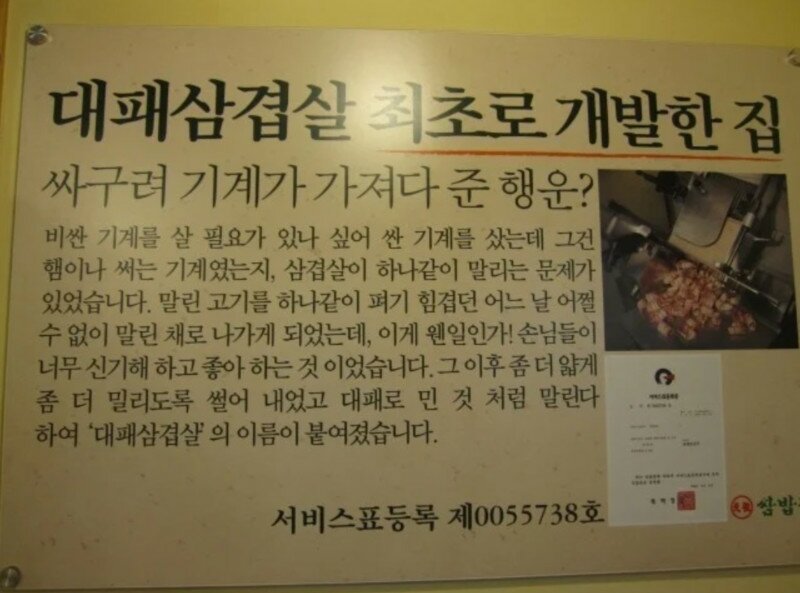 대패삼겹살 최초로 개발한 집
싸구려 기계가 가져다 준 행운?
비싼 기계를 살 필요가 있나 싶어 싼 기계를 샀는데 그건
햄이나 써는 기계였는지, 삼겹살이 하나같이 말리는 문제가
있었습니다. 말린 고기를 하나같이 펴기 힘겹던 어느 날 어쩔
수 없이 말린 채로 나가게 되었는데, 이게 웬일인가! 손님들이
너무 신기해 하고 좋아 하는 것 이었습니다. 그 이후 좀 더 얇게
좀 더 밀리도록 썰어 내었고 대패로 민 것 처럼 말린다
하여 ‘대패삼겹살’ 의 이름이 붙여졌습니다.
서비스표등록증
서비스표등록 제0055738호
쌈밥